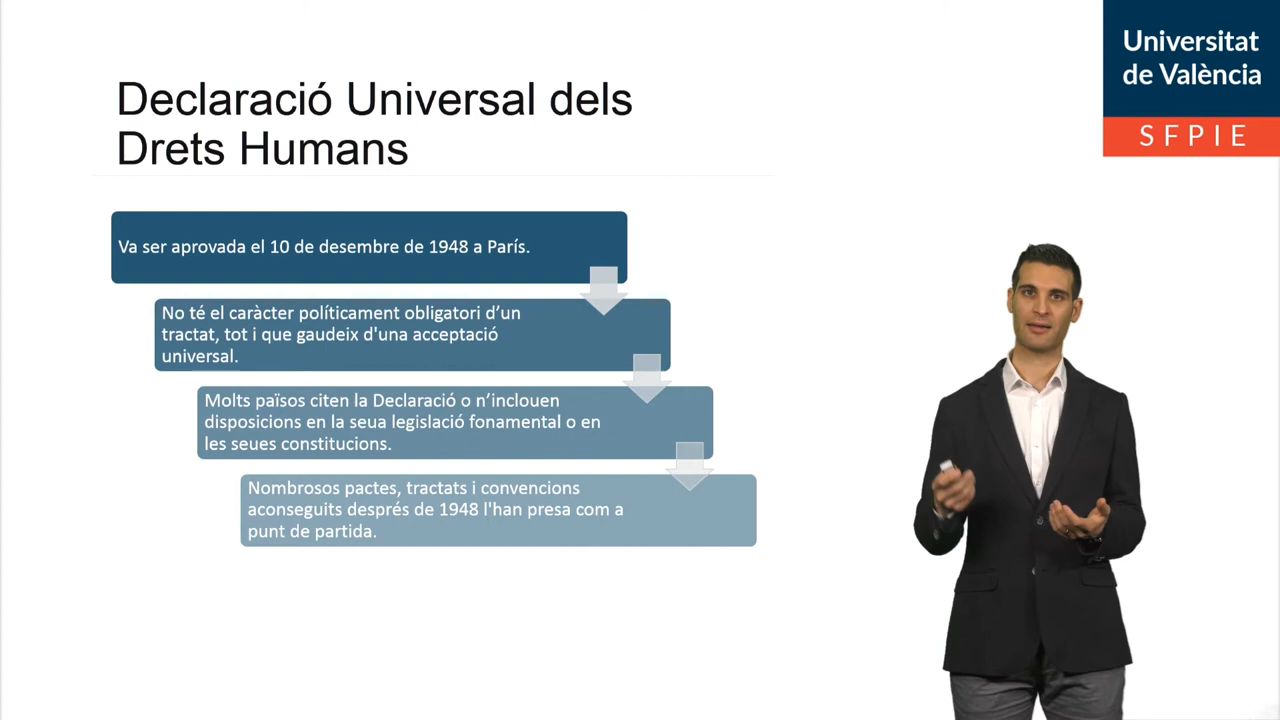 Universitat
de València
SFPIE
Declaració Universal dels
Drets Humans
Va ser aprovada el 10 de desembre de 1948 a París.
No té el caràcter políticament obligatori d’un
tractat, tot i que gaudeix d'una acceptació
universal.
Molts països citen la Declaració o n’inclouen
disposicions en la seua legislació fonamental o en
les seues constitucions.
Nombrosos pactes, tractats i convencions
aconseguits després de 1948 l'han presa com a
punt de partida.